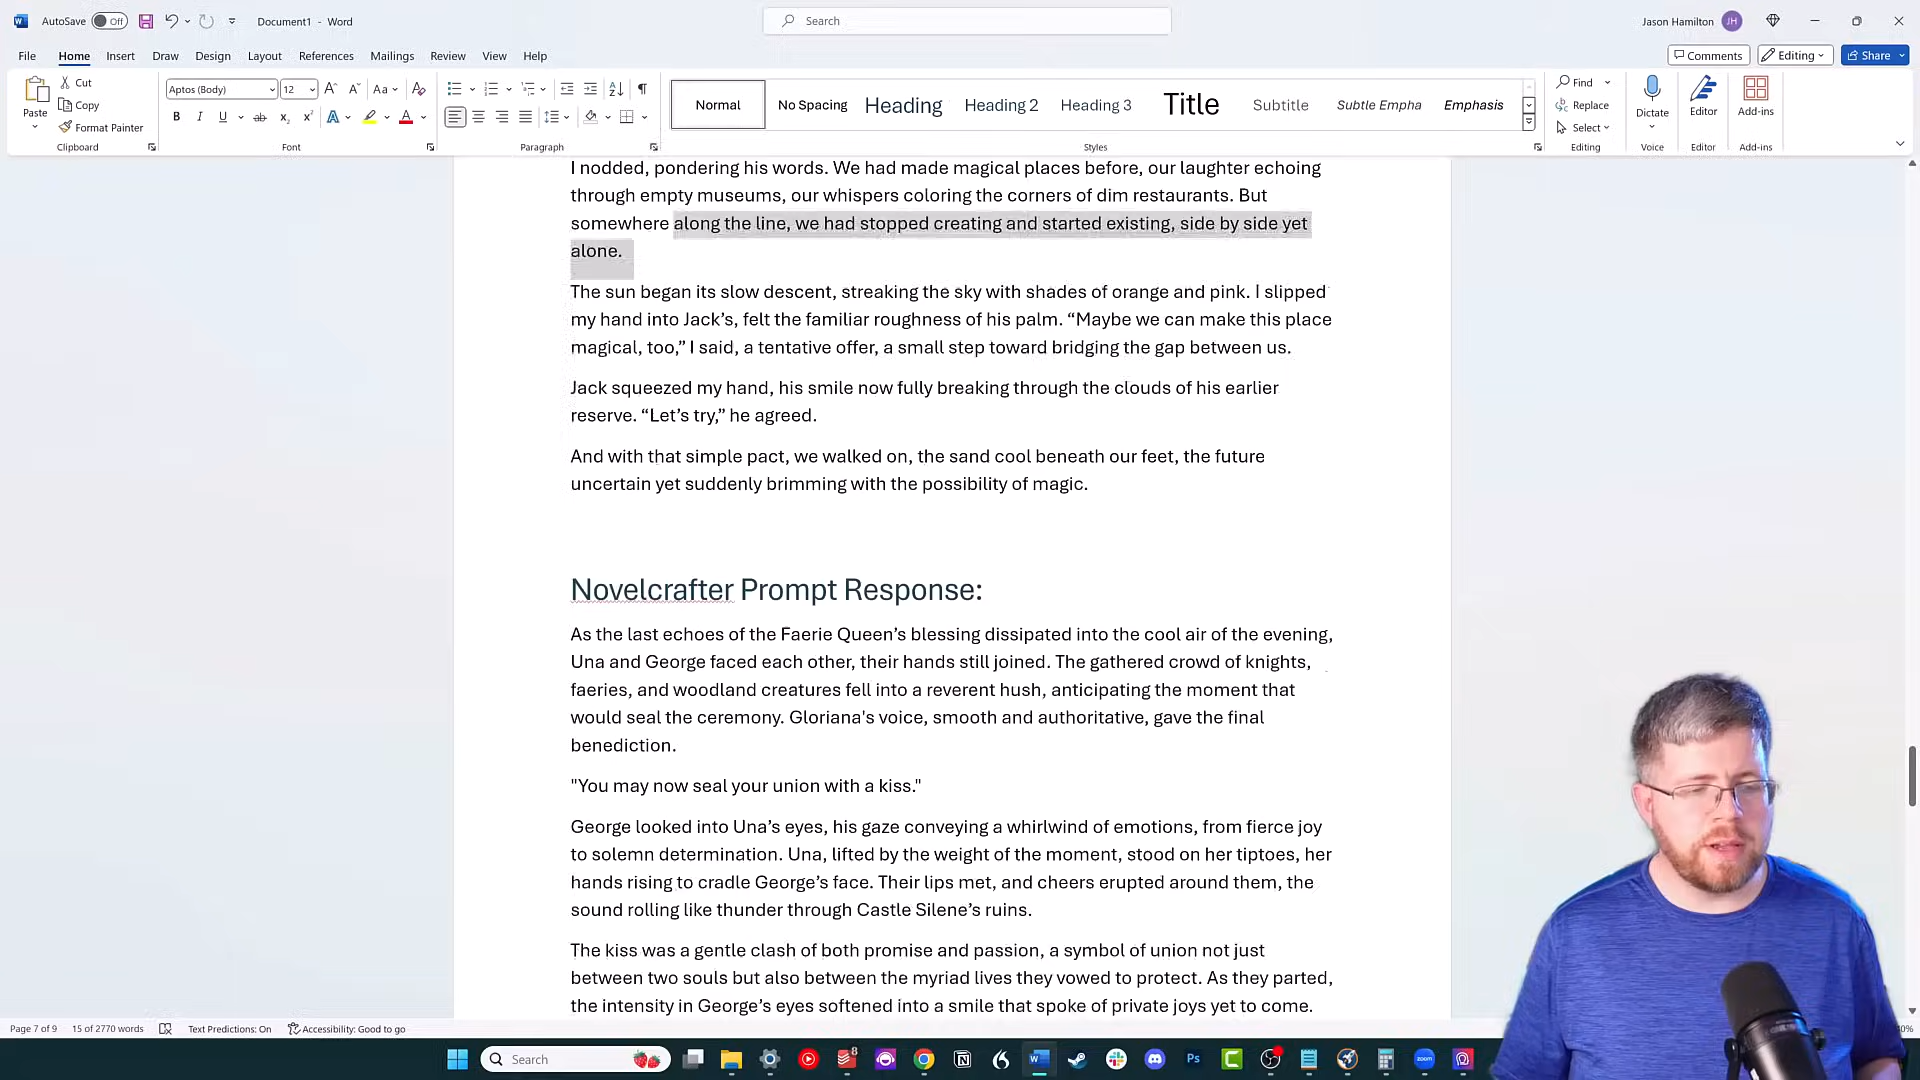 AutoSave Off Document1 - Word Search Jason Hamilton JH
File Home Insert Draw Design Layout References Mailings Review View Help Comments Editing Share
Paste Cut Copy Format Painter Clipboard
Aptos (Body) 12 Font
Paragraph
Normal No Spacing Heading Heading 2 Heading 3 Title Subtitle Subtle Empha Emphasis
Styles
Find Replace Select Editing
Dictate Voice
Editor Editor
Add-ins Add-ins
I nodded, pondering his words. We had made magical places before, our laughter echoing
through empty museums, our whispers coloring the corners of dim restaurants. But
somewhere along the line, we had stopped creating and started existing, side by side yet
alone.
The sun began its slow descent, streaking the sky with shades of orange and pink. I slipped
my hand into Jack’s, felt the familiar roughness of his palm. “Maybe we can make this place
magical, too,” I said, a tentative offer, a small step toward bridging the gap between us.
Jack squeezed my hand, his smile now fully breaking through the clouds of his earlier
reserve. “Let’s try,” he agreed.
And with that simple pact, we walked on, the sand cool beneath our feet, the future
uncertain yet suddenly brimming with the possibility of magic.
Novelcrafter Prompt Response:
As the last echoes of the Faerie Queen’s blessing dissipated into the cool air of the evening,
Una and George faced each other, their hands still joined. The gathered crowd of knights,
faeries, and woodland creatures fell into a reverent hush, anticipating the moment that
would seal the ceremony. Gloriana's voice, smooth and authoritative, gave the final
benediction.
"You may now seal your union with a kiss."
George looked into Una’s eyes, his gaze conveying a whirlwind of emotions, from fierce joy
to solemn determination. Una, lifted by the weight of the moment, stood on her tiptoes, her
hands rising to cradle George’s face. Their lips met, and cheers erupted around them, the
sound rolling like thunder through Castle Silene’s ruins.
The kiss was a gentle clash of both promise and passion, a symbol of union not just
between two souls but also between the myriad lives they vowed to protect. As they parted,
the intensity in George’s eyes softened into a smile that spoke of private joys yet to come.
Page 7 of 9 15 of 2770 words Text Predictions: On Accessibility: Good to go
Search